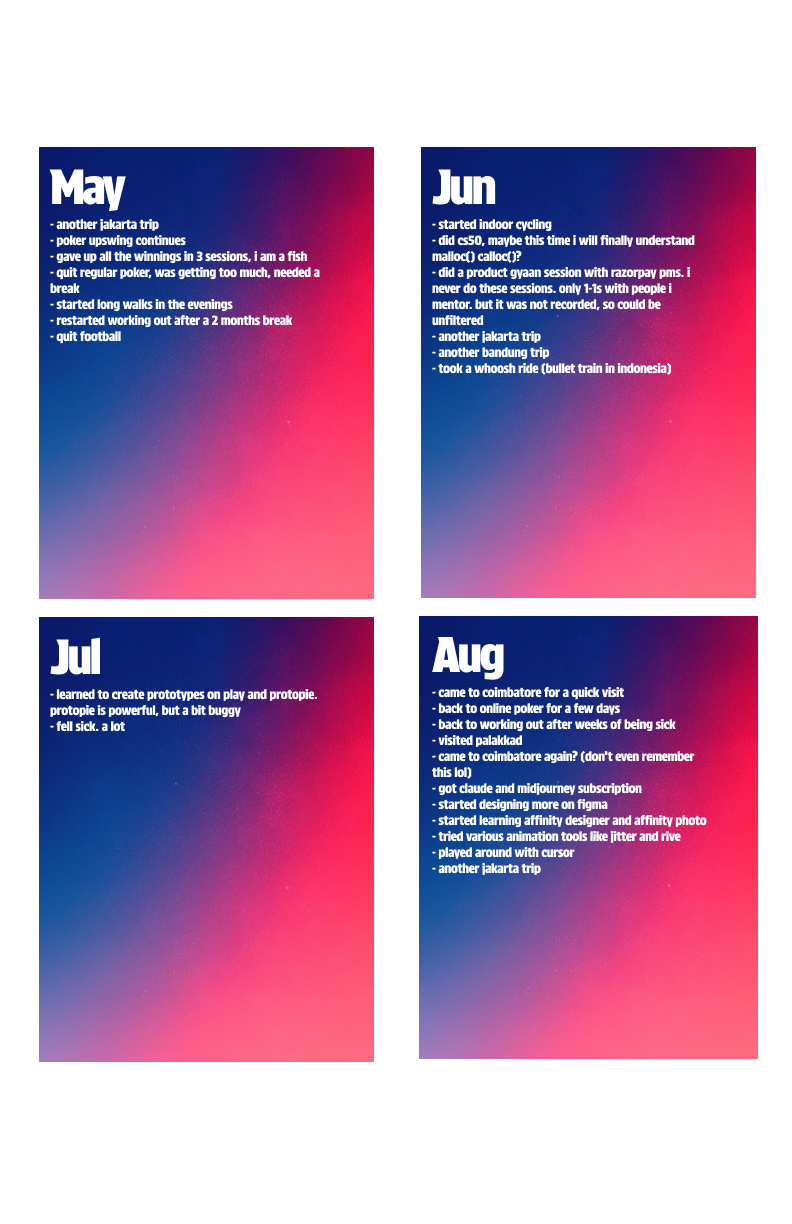 May
- another jakarta trip
- poker upswing continues
- gave up all the winnings in 3 sessions, i am a fish
- quit regular poker, was getting too much, needed a
break
- started long walks in the evenings
- restarted working out after a 2 months break
- quit football
Jun
- started indoor cycling
- did cs50, maybe this time i will finally understand
malloc() calloc()?
- did a product gyaan session with razorpay pms. i
never do these sessions. only 1-1s with people i
mentor. but it was not recorded, so could be
unfiltered
- another jakarta trip
- another bandung trip
- took a whoosh ride (bullet train in indonesia)
Jul
- learned to create prototypes on play and protopie.
protopie is powerful, but a bit buggy
- fell sick. a lot
Aug
- came to coimbatore for a quick visit
- back to online poker for a few days
- back to working out after weeks of being sick
- visited palakkad
- came to coimbatore again? (don't even remember
this lol)
- got claude and midjourney subscription
- started designing more on figma
- started learning affinity designer and affinity photo
- tried various animation tools like jitter and rive
- played around with cursor
- another jakarta trip